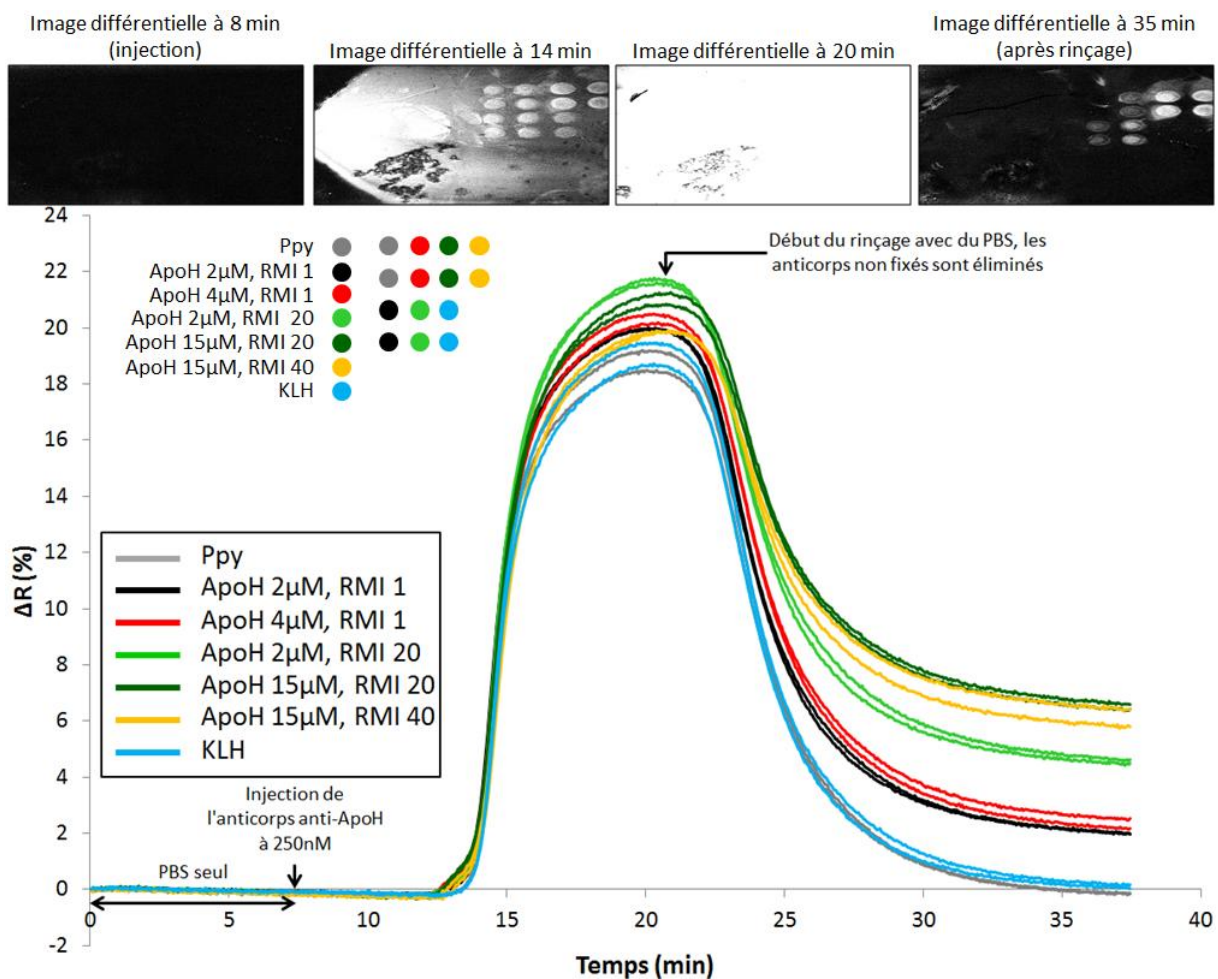 Image différentielle à 8 min
(injection)
Image différentielle à 14 min
Image différentielle à 20 min
Image différentielle à 35 min
(après rinçage)
24
22
20
18
16
14
12
10
8
6
4
2
0
-2
ΔR (%)
Ppy
ApoH 2µM, RMI 1
ApoH 4µM, RMI 1
ApoH 2µM, RMI 20
ApoH 15µM, RMI 20
ApoH 15µM, RMI 40
KLH
Début du rinçage avec du PBS, les
anticorps non fixés sont éliminés
Ppy
ApoH 2µM, RMI 1
ApoH 4µM, RMI 1
ApoH 2µM, RMI 20
ApoH 15µM, RMI 20
ApoH 15µM, RMI 40
KLH
Injection de
l'anticorps anti-ApoH
à 250nM
PBS seul
0
5
10
15
20
25
30
35
40
Temps (min)